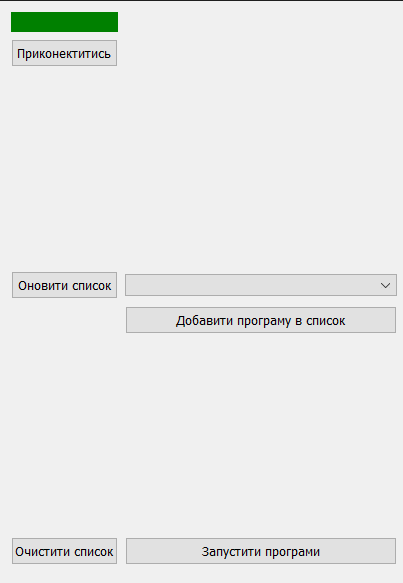 Приконектитись
Оновити список
Добавити програму в список
Очистити список
Запустити програми